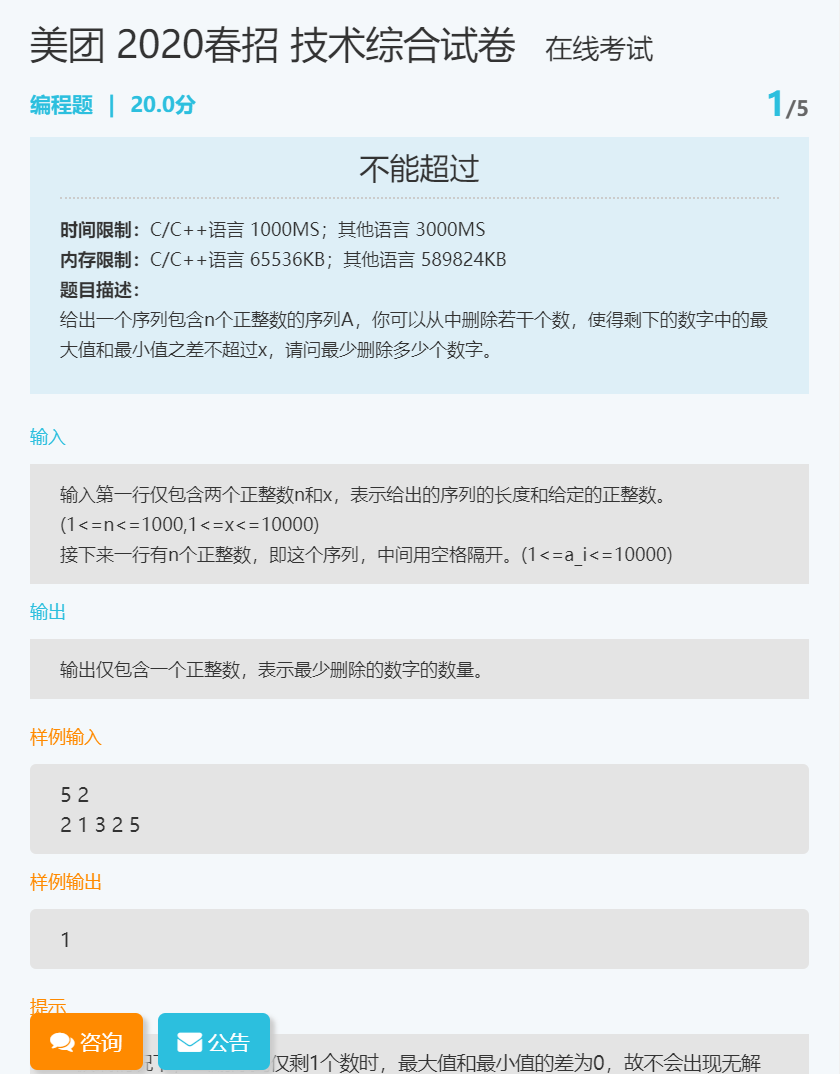 美团 2020春招 技术综合试卷 在线考试
编程题 | 20.0分 1/5
不能超过
时间限制：C/C++语言 1000MS；其他语言 3000MS
内存限制：C/C++语言 65536KB；其他语言 589824KB
题目描述：
给出一个序列包含n个正整数的序列A，你可以从中删除若干个数，使得剩下的数字中的最
大值和最小值之差不超过x，请问最少删除多少个数字。
输入
输入第一行仅包含两个正整数n和x，表示给出的序列的长度和给定的正整数。
(1<=n<=1000,1<=x<=10000)
接下来一行有n个正整数，即这个序列，中间用空格隔开。(1<=a_i<=10000)
输出
输出仅包含一个正整数，表示最少删除的数字的数量。
样例输入
5 2
2 1 3 2 5
样例输出
1
提示
仅剩1个数时，最大值和最小值的差为0，故不会出现无解
咨询 公告